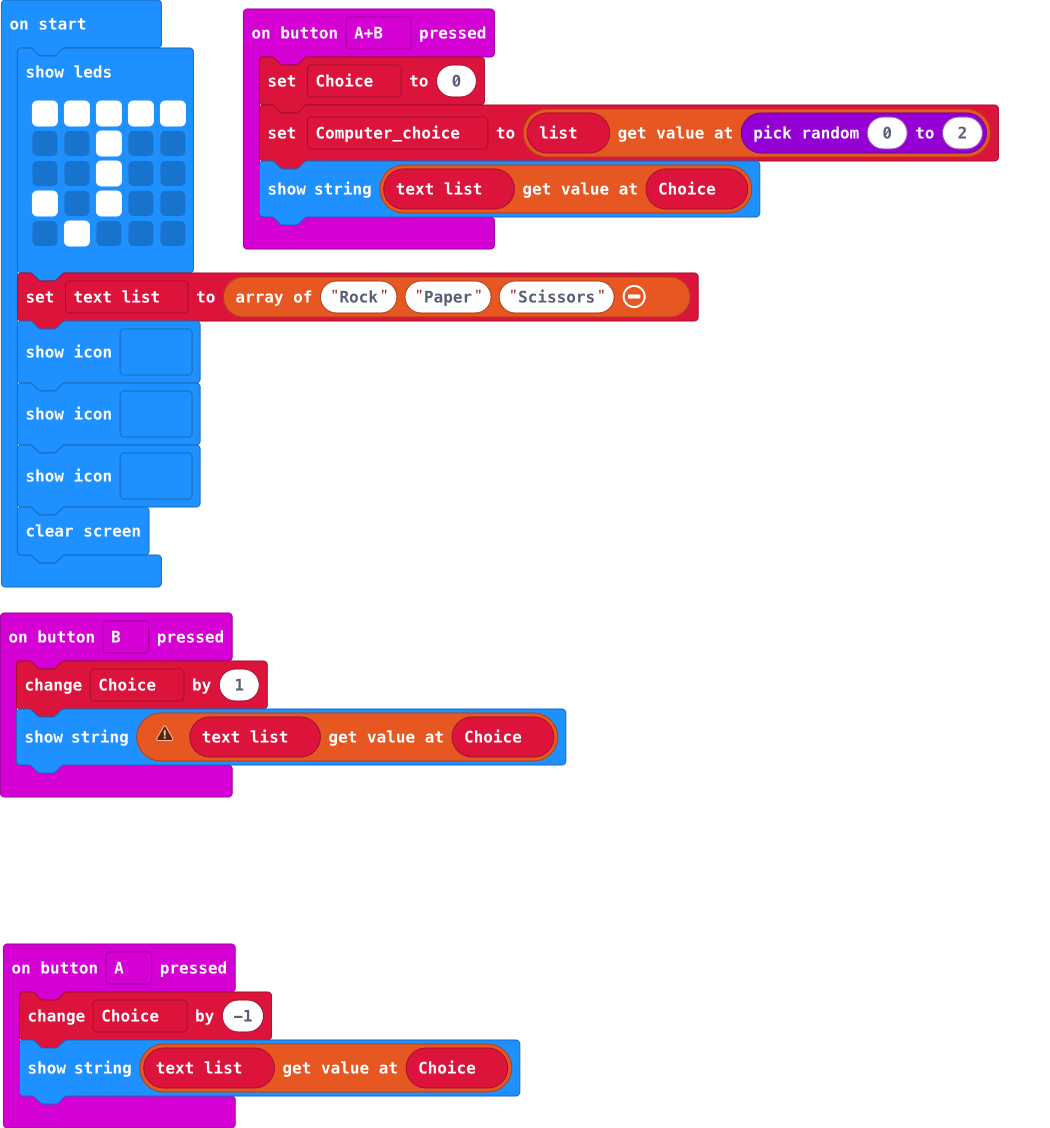 on start
show leds
set text list to array of "Rock" "Paper" "Scissors"
show icon
show icon
show icon
clear screen
on button A+B pressed
set Choice to 0
set Computer_choice to list get value at pick random 0 to 2
show string text list get value at Choice
on button B pressed
change Choice by 1
show string text list get value at Choice
on button A pressed
change Choice by −1
show string text list get value at Choice